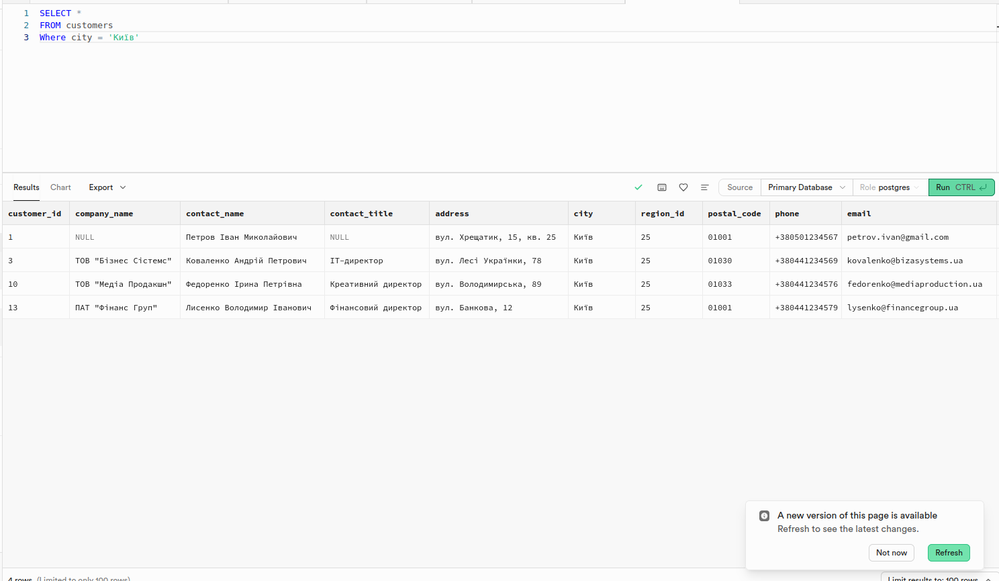 1 SELECT *
2 FROM customers
3 Where city = 'Київ'
Results Chart Export Source Primary Database Role postgres Run CTRL
customer_id company_name contact_name contact_title address city region_id postal_code phone email
1 NULL Петров Іван Миколайович NULL вул. Хрещатик, 15, кв. 25 Київ 25 01001 +380501234567 petrov.ivan@gmail.com
3 ТОВ "Бізнес Сістемс" Коваленко Андрій Петрович IT-директор вул. Лесі Українки, 78 Київ 25 01030 +380441234569 kovalenko@bizasystems.ua
10 ТОВ "Медіа Продакшн" Федоренко Ірина Петрівна Креативний директор вул. Володимирська, 89 Київ 25 01033 +380441234576 fedorenko@mediaproduction.ua
13 ПАТ "Фінанс Груп" Лисенко Володимир Іванович Фінансовий директор вул. Банкова, 12 Київ 25 01001 +380441234579 lysenko@financegroup.ua
A new version of this page is available
Refresh to see the latest changes.
Not now Refresh
4 rows (Limited to only 100 rows) Limit results to: 100 rows